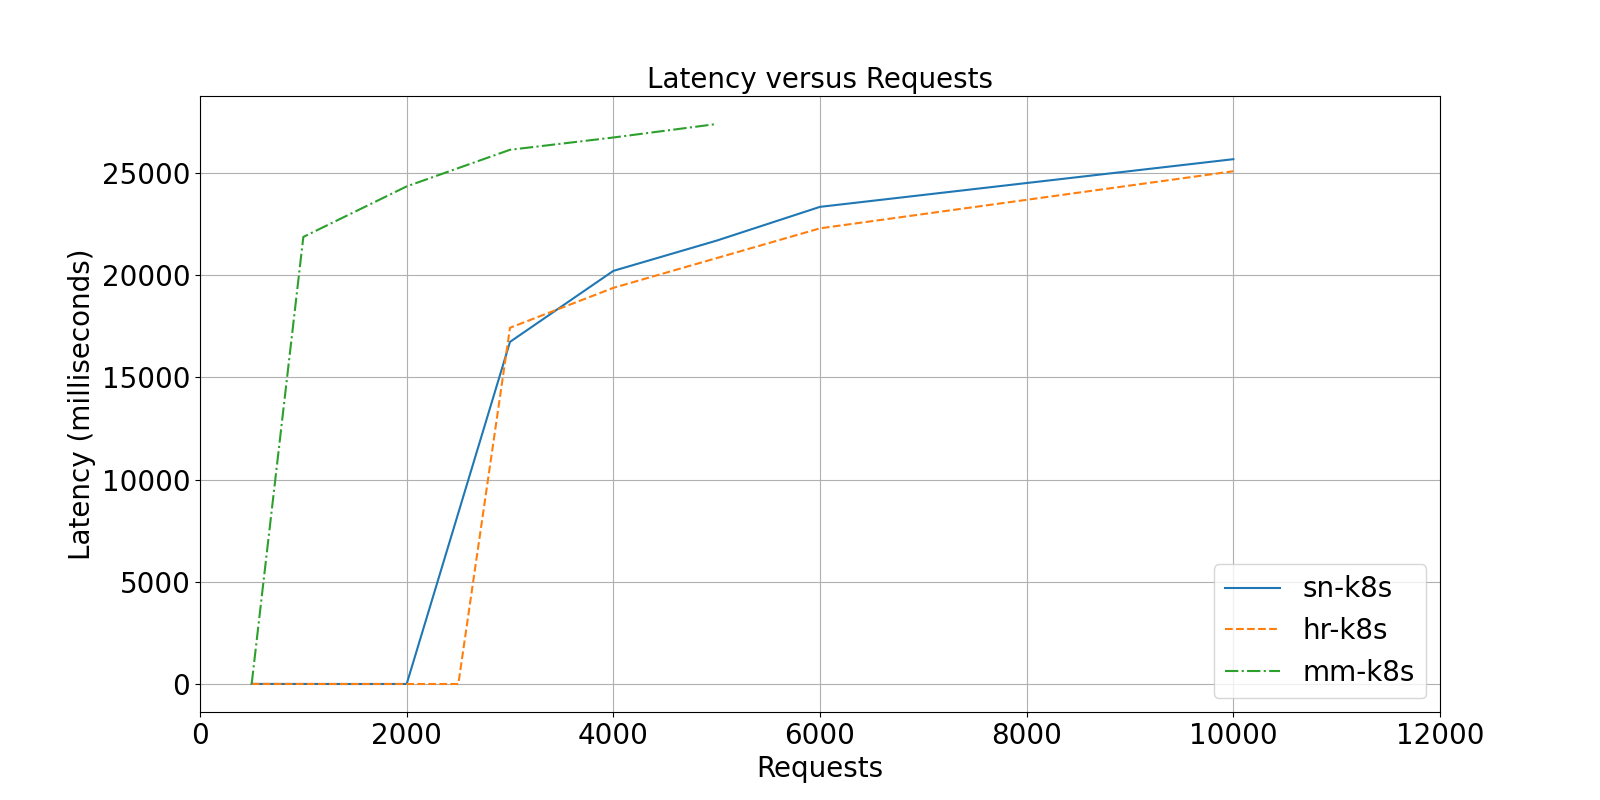 Latency versus Requests
Latency (milliseconds)
25000
20000
15000
10000
5000
0
0 2000 4000 6000 8000 10000 12000
Requests
sn-k8s
hr-k8s
mm-k8s